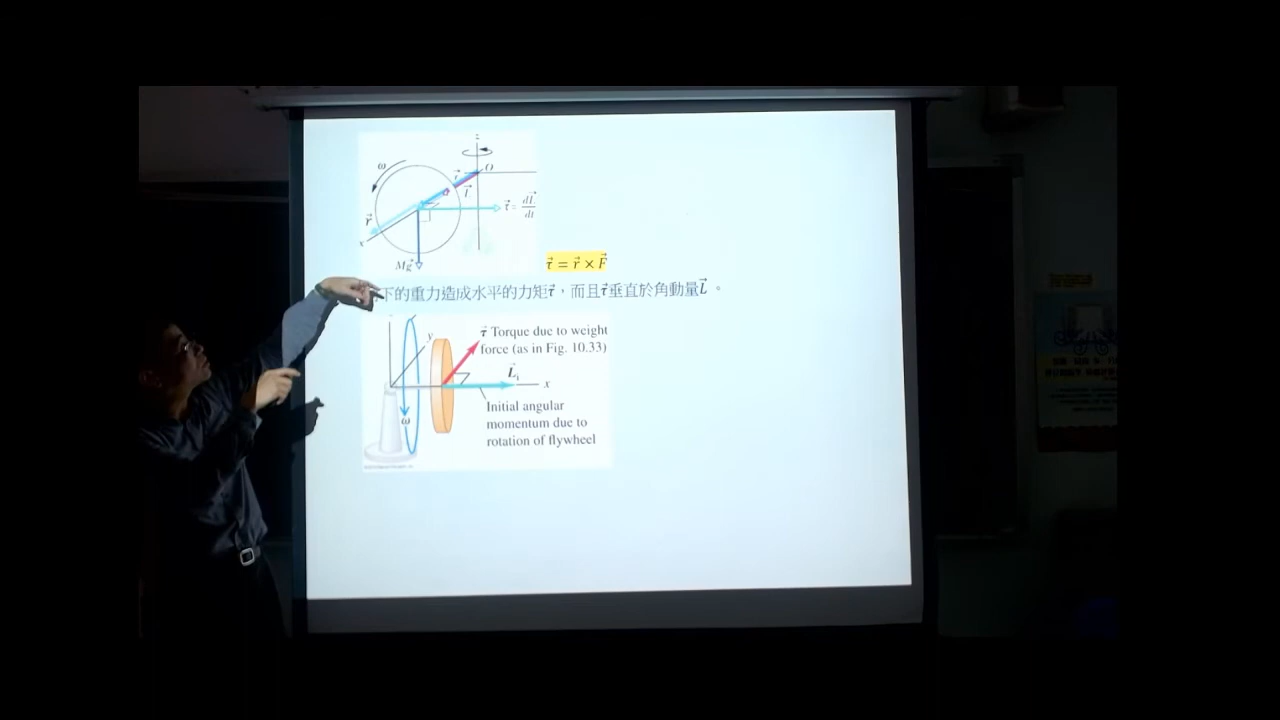 z
ω
O
r⃗
L⃗
τ⃗ = dL⃗/dt
r⃗
x
Mg⃗
τ⃗ = r⃗ × F⃗
下的重力造成水平的力矩τ⃗，而且τ⃗垂直於角動量L⃗。
y
τ⃗ Torque due to weight
force (as in Fig. 10.33)
L⃗i
x
ω
Initial angular
momentum due to
rotation of flywheel